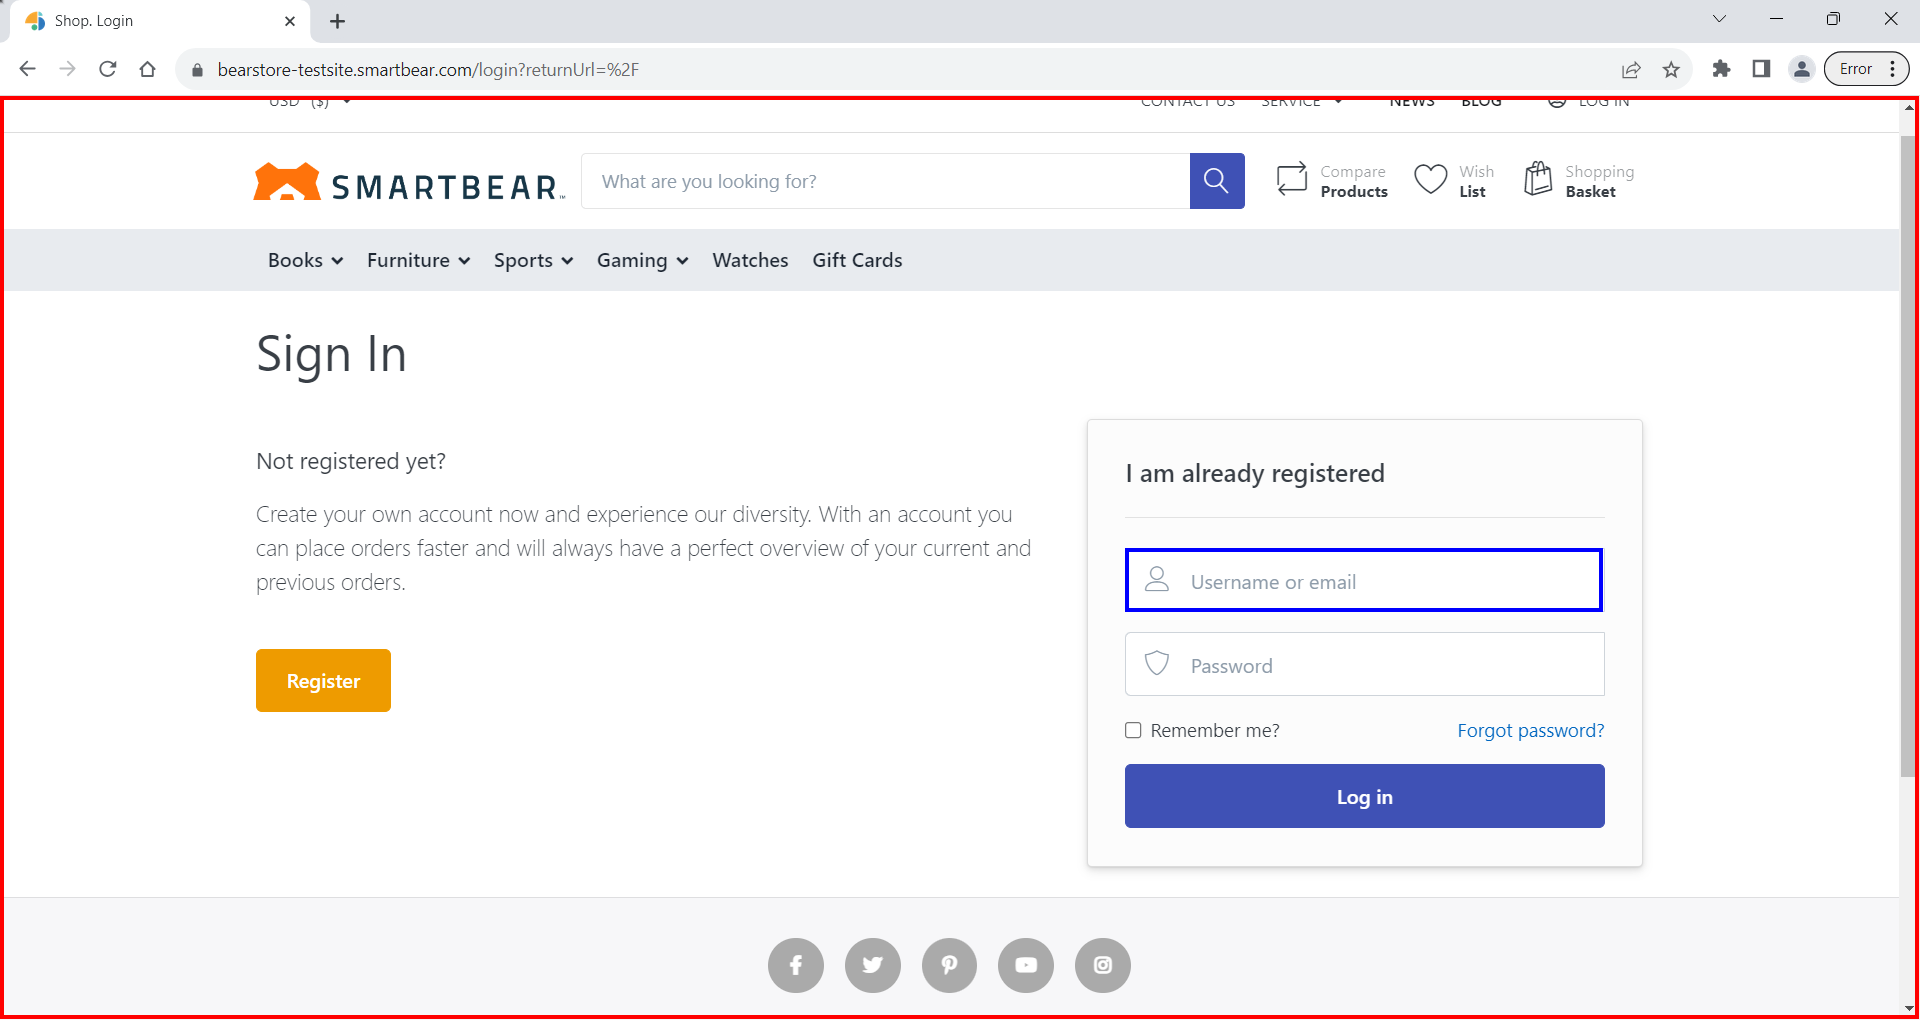 Shop. Login
bearstore-testsite.smartbear.com/login?returnUrl=%2F
Error
USD ($)
CONTACT US SERVICE NEWS BLOG LOG IN
SMARTBEAR™
What are you looking for?
Compare Products
Wish List
Shopping Basket
Books Furniture Sports Gaming Watches Gift Cards
Sign In
Not registered yet?
Create your own account now and experience our diversity. With an account you
can place orders faster and will always have a perfect overview of your current and
previous orders.
Register
I am already registered
Username or email
Password
Remember me? Forgot password?
Log in